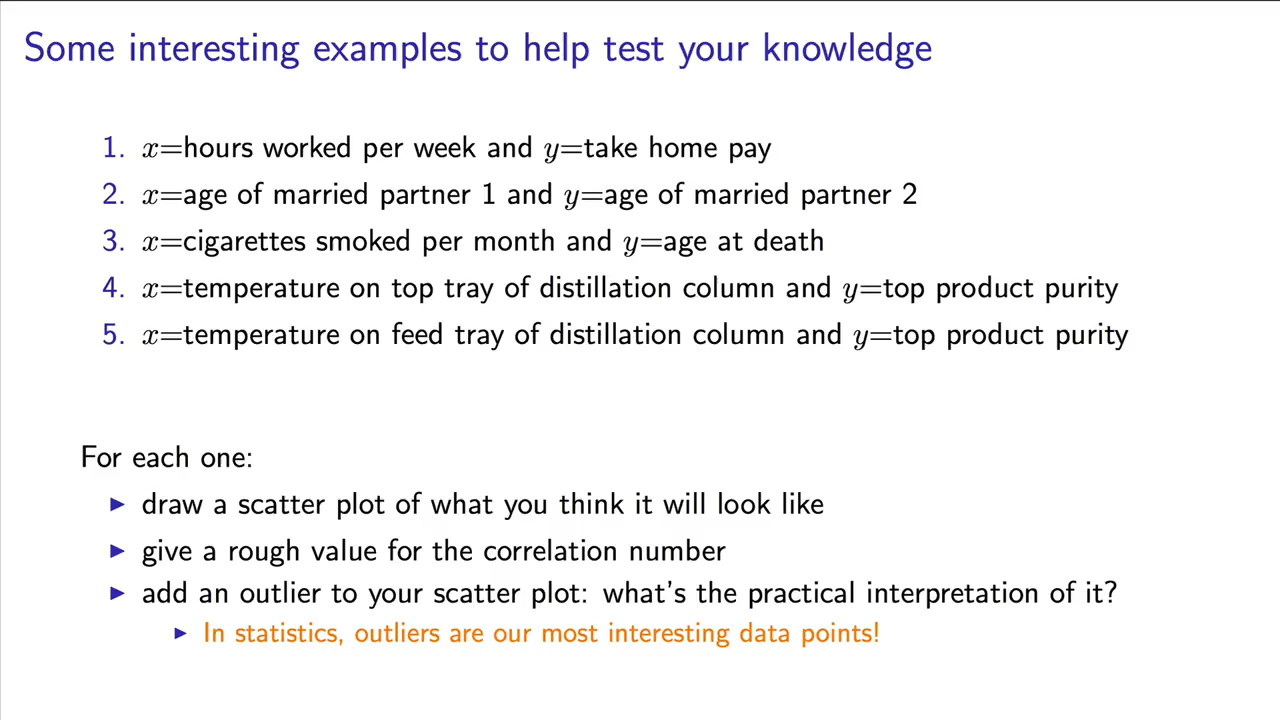 Some interesting examples to help test your knowledge
1. x=hours worked per week and y=take home pay
2. x=age of married partner 1 and y=age of married partner 2
3. x=cigarettes smoked per month and y=age at death
4. x=temperature on top tray of distillation column and y=top product purity
5. x=temperature on feed tray of distillation column and y=top product purity
For each one:
▶ draw a scatter plot of what you think it will look like
▶ give a rough value for the correlation number
▶ add an outlier to your scatter plot: what's the practical interpretation of it?
▶ In statistics, outliers are our most interesting data points!